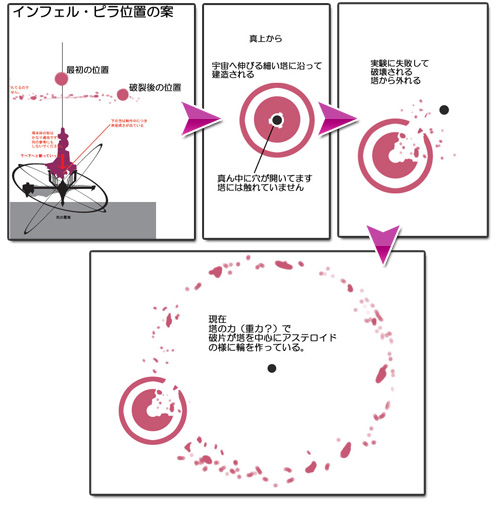 インフェル・ピラ位置の案
最初の位置
破裂後の位置
真上から
宇宙へ伸びる細い塔に沿って
建造される
真ん中に穴が開いてます
塔には触れていません
実験に失敗して
破壊される
塔から外れる
現在
塔の力（重力？）で
破片が塔を中心にアステロイド
の様に輪を作っている。